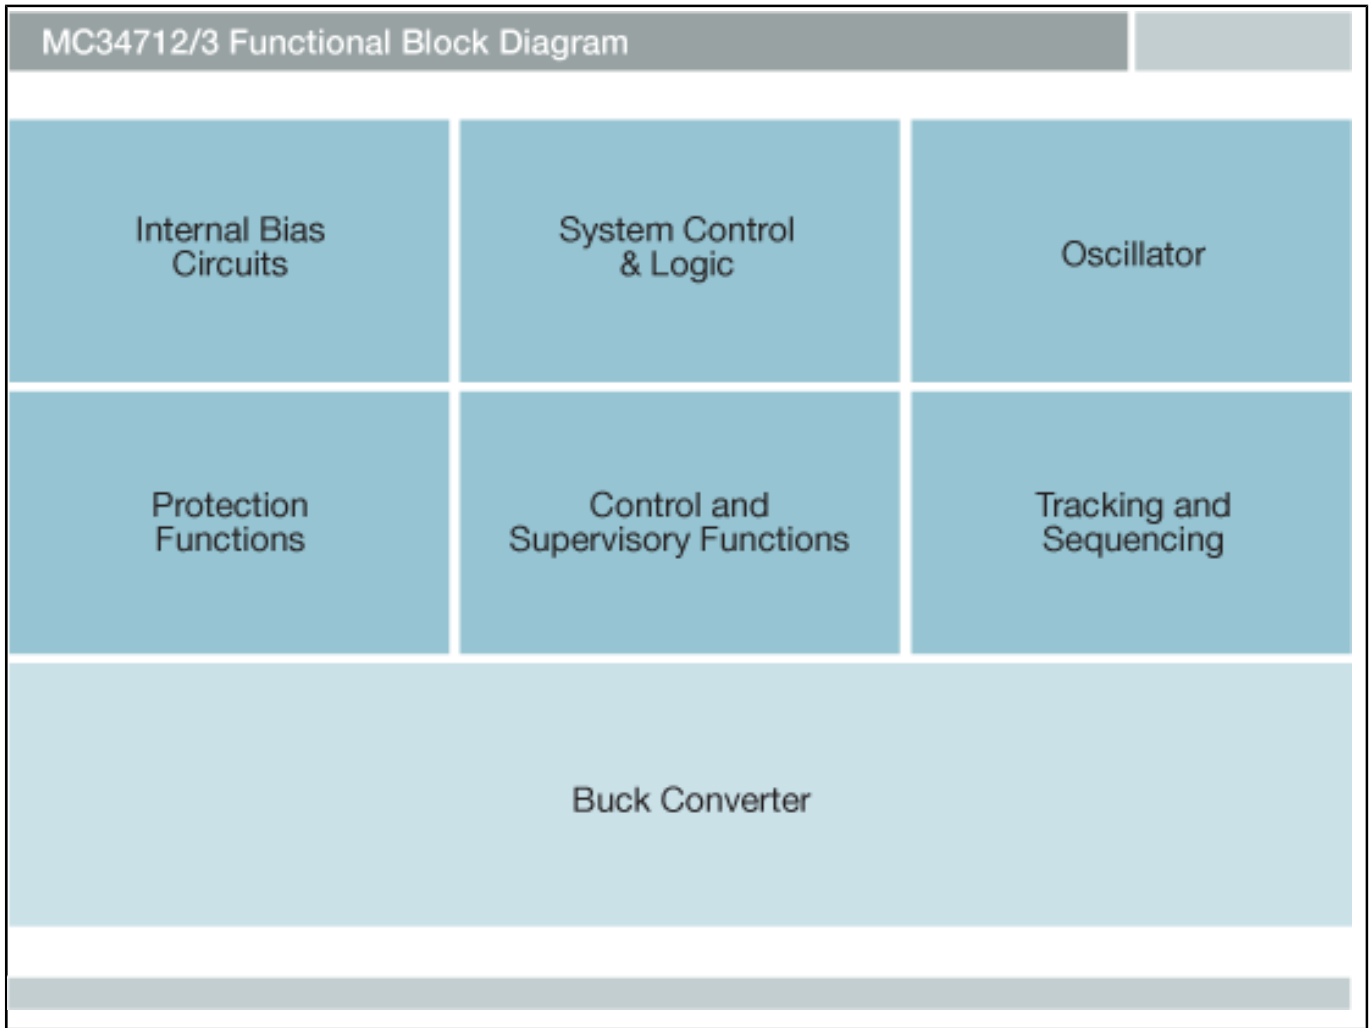 MC34712/3 Functional Block Diagram
Internal Bias
Circuits
System Control
& Logic
Oscillator
Protection
Functions
Control and
Supervisory Functions
Tracking and
Sequencing
Buck Converter